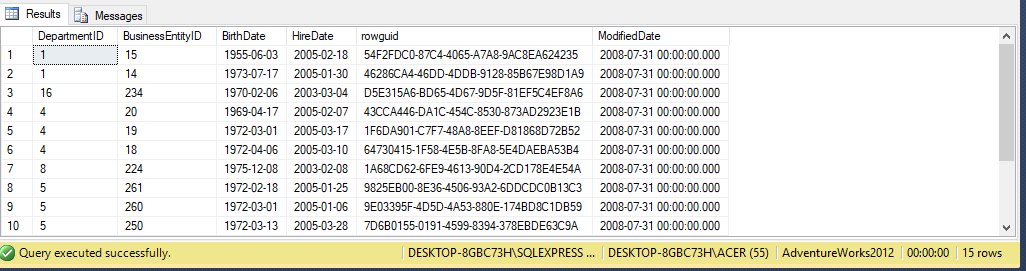 Results Messages
DepartmentID BusinessEntityID BirthDate HireDate rowguid ModifiedDate
1 1 15 1955-06-03 2005-02-18 54F2FDC0-87C4-4065-A7A8-9AC8EA624235 2008-07-31 00:00:00.000
2 1 14 1973-07-17 2005-01-30 46286CA4-46DD-4DDB-9128-85B67E98D1A9 2008-07-31 00:00:00.000
3 16 234 1970-02-06 2003-03-04 D5E315A6-BD65-4D67-9D5F-81EF5C4EF8A6 2008-07-31 00:00:00.000
4 4 20 1969-04-17 2005-02-07 43CCA446-DA1C-454C-8530-873AD2923E1B 2008-07-31 00:00:00.000
5 4 19 1972-03-01 2005-03-17 1F6DA901-C7F7-48A8-8EEF-D81868D72B52 2008-07-31 00:00:00.000
6 4 18 1972-04-06 2005-03-10 64730415-1F58-4E5B-8FA8-5E4DAEBA53B4 2008-07-31 00:00:00.000
7 8 224 1975-12-08 2003-02-08 1A68CD62-6FE9-4613-90D4-2CD178E4E54A 2008-07-31 00:00:00.000
8 5 261 1972-02-18 2005-01-25 9825EB00-8E36-4506-93A2-6DDCDC0B13C3 2008-07-31 00:00:00.000
9 5 260 1972-03-01 2005-01-06 9E03395F-4D5D-4A53-880E-174BD8C1DB59 2008-07-31 00:00:00.000
10 5 250 1972-03-13 2005-03-28 7D6B0155-0191-4599-8394-378EBDE63C9A 2008-07-31 00:00:00.000
Query executed successfully. DESKTOP-8GBC73H\SQLEXPRESS ... DESKTOP-8GBC73H\ACER (55) AdventureWorks2012 00:00:00 15 rows